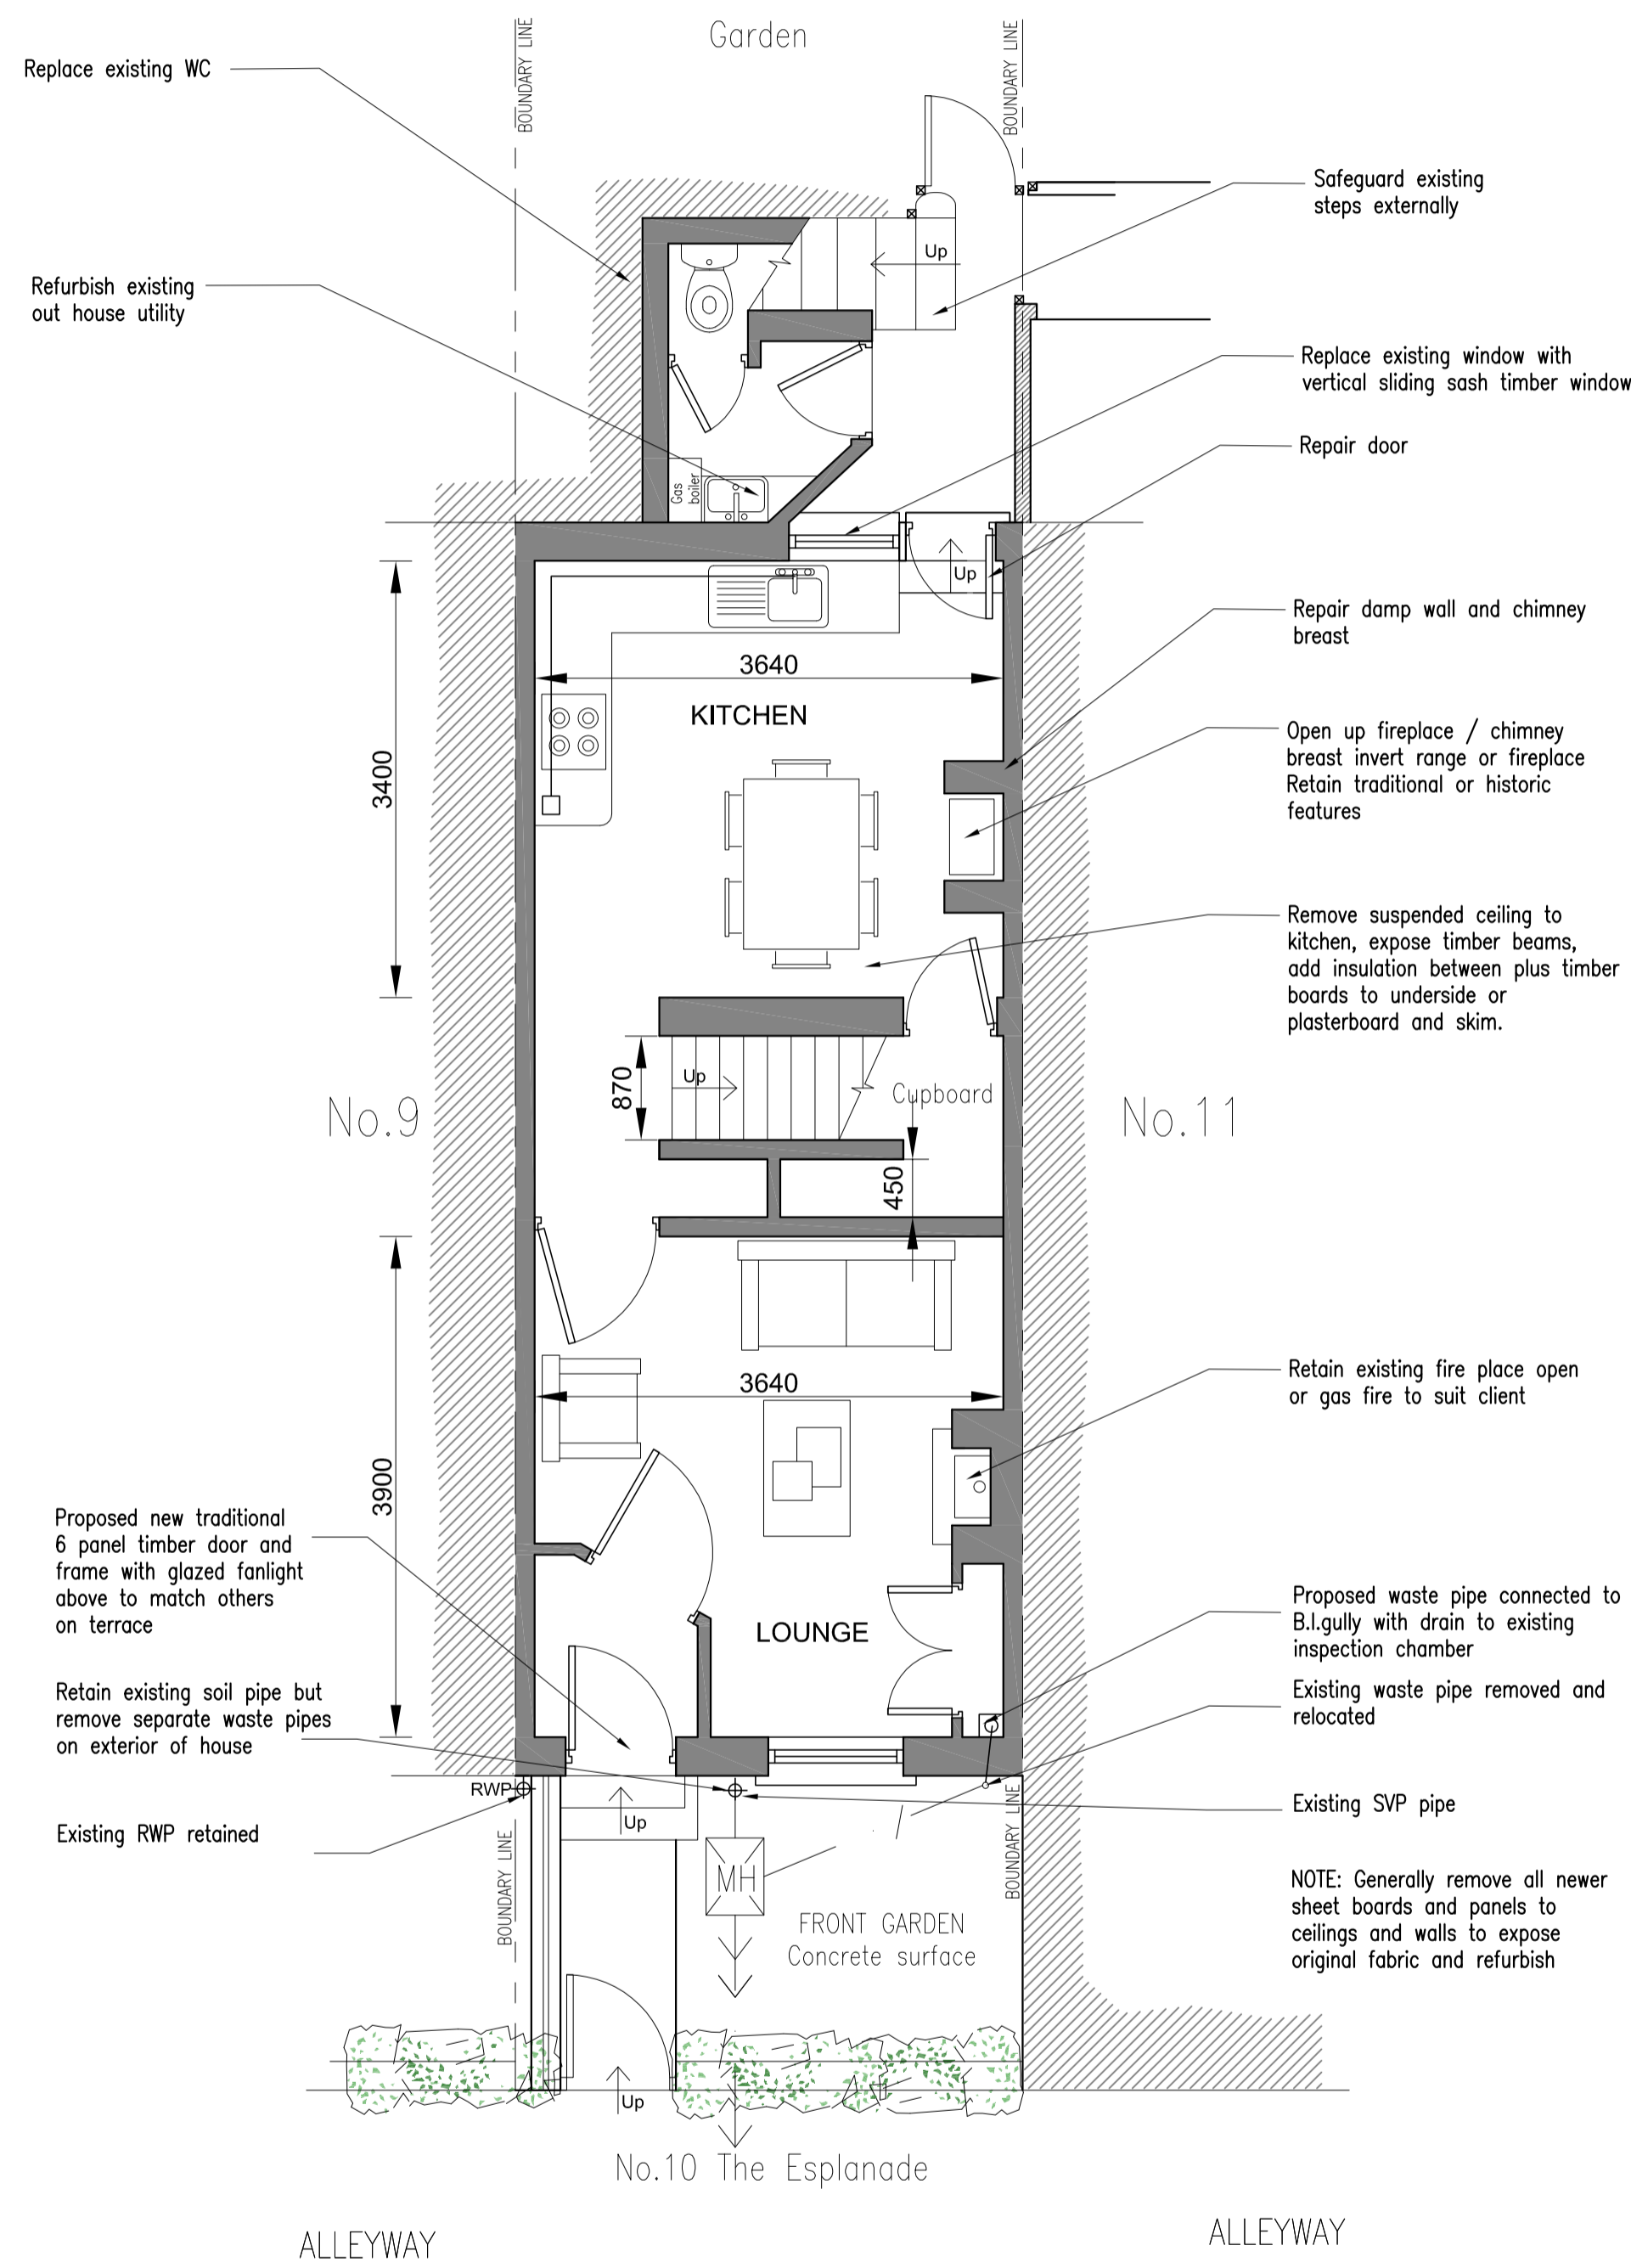 Garden
BOUNDARY LINE
BOUNDARY LINE
Replace existing WC
Safeguard existing
steps externally
Up
Refurbish existing
out house utility
Replace existing window with
vertical sliding sash timber window
Repair door
Gas
boiler
Up
Repair damp wall and chimney
breast
3640
KITCHEN
Open up fireplace / chimney
breast invert range or fireplace
Retain traditional or historic
features
3400
Remove suspended ceiling to
kitchen, expose timber beams,
add insulation between plus timber
boards to underside or
plasterboard and skim.
870
Up
Cupboard
No.9
No.11
450
3640
Retain existing fire place open
or gas fire to suit client
3900
Proposed new traditional
6 panel timber door and
frame with glazed fanlight
above to match others
on terrace
LOUNGE
Proposed waste pipe connected to
B.I.gully with drain to existing
inspection chamber
Retain existing soil pipe but
remove separate waste pipes
on exterior of house
Existing waste pipe removed and
relocated
RWP
Existing SVP pipe
Up
Existing RWP retained
BOUNDARY LINE
BOUNDARY LINE
MH
FRONT GARDEN
Concrete surface
NOTE: Generally remove all newer
sheet boards and panels to
ceilings and walls to expose
original fabric and refurbish
Up
No.10 The Esplanade
ALLEYWAY
ALLEYWAY